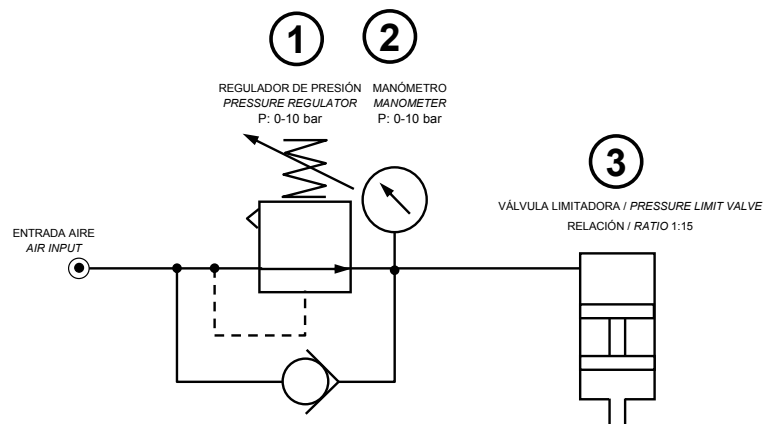 1
2
REGULADOR DE PRESIÓN
PRESSURE REGULATOR
P: 0-10 bar
MANÓMETRO
MANOMETER
P: 0-10 bar
3
VÁLVULA LIMITADORA / PRESSURE LIMIT VALVE
RELACIÓN / RATIO 1:15
ENTRADA AIRE
AIR INPUT